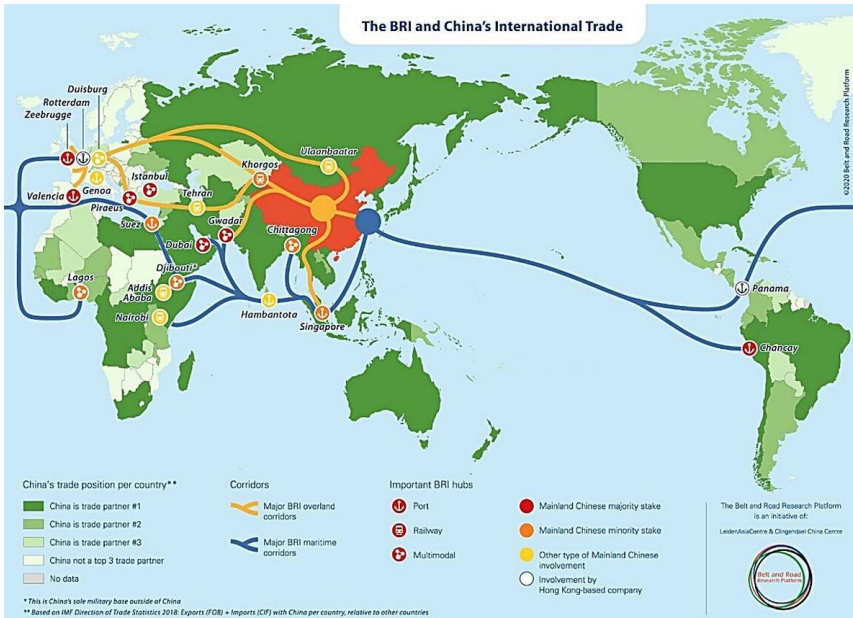 The BRI and China's International Trade
©2020 Belt and Road Research Platform
Duisburg
Rotterdam
Zeebrugge
Ulaanbaatar
Khorgos
Istanbul
Valencia
Genoa
Tehran
Piraeus
Gwadar
Suez
Chittagong
Dubai
Djibouti*
Lagos
Addis
Ababa
Panama
Nairobi
Hambantota
Singapore
Chancay
China's trade position per country**
China is trade partner #1
China is trade partner #2
China is trade partner #3
China not a top 3 trade partner
No data
Corridors
Major BRI overland
corridors
Major BRI maritime
corridors
Important BRI hubs
Port
Railway
Multimodal
Mainland Chinese majority stake
Mainland Chinese minority stake
Other type of Mainland Chinese
involvement
Involvement by
Hong Kong-based company
The Belt and Road Research Platform
is an initiative of:
LeidenAsiaCentre & Clingendael China Centre
Belt and Road
Research Platform
* This is China's sole military base outside of China
** Based on IMF Direction of Trade Statistics 2018: Exports (FOB) + Imports (CIF) with China per country, relative to other countries